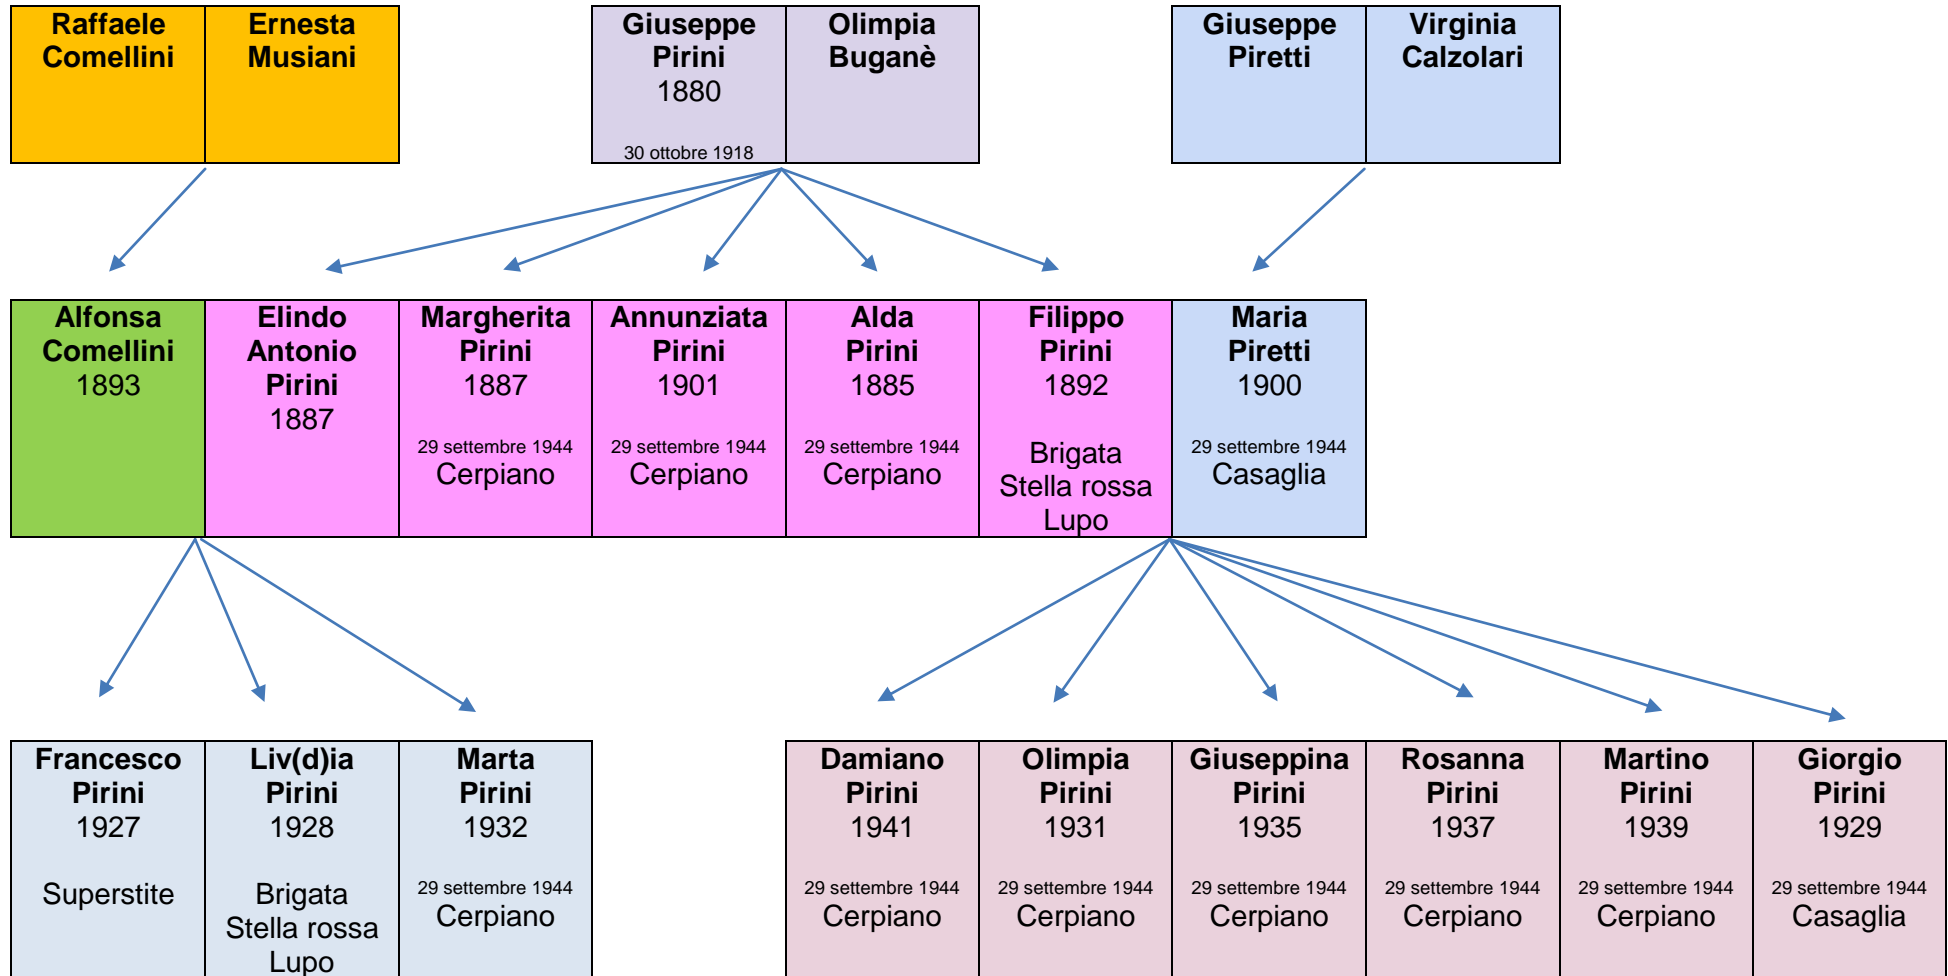 Raffaele
Comellini
Ernesta
Musiani
Giuseppe
Pirini
1880
30 ottobre 1918
Olimpia
Buganè
Giuseppe
Piretti
Virginia
Calzolari
Alfonsa
Comellini
1893
Elindo
Antonio
Pirini
1887
Margherita
Pirini
1887
29 settembre 1944
Cerpiano
Annunziata
Pirini
1901
29 settembre 1944
Cerpiano
Alda
Pirini
1885
29 settembre 1944
Cerpiano
Filippo
Pirini
1892
Brigata
Stella rossa
Lupo
Maria
Piretti
1900
29 settembre 1944
Casaglia
Francesco
Pirini
1927
Superstite
Liv(d)ia
Pirini
1928
Brigata
Stella rossa
Lupo
Marta
Pirini
1932
29 settembre 1944
Cerpiano
Damiano
Pirini
1941
29 settembre 1944
Cerpiano
Olimpia
Pirini
1931
29 settembre 1944
Cerpiano
Giuseppina
Pirini
1935
29 settembre 1944
Cerpiano
Rosanna
Pirini
1937
29 settembre 1944
Cerpiano
Martino
Pirini
1939
29 settembre 1944
Cerpiano
Giorgio
Pirini
1929
29 settembre 1944
Casaglia